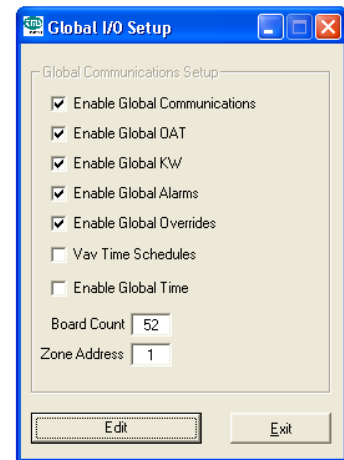 Global I/O Setup
Global Communications Setup
Enable Global Communications
Enable Global OAT
Enable Global KW
Enable Global Alarms
Enable Global Overrides
Vav Time Schedules
Enable Global Time
Board Count 52
Zone Address 1
Edit Exit